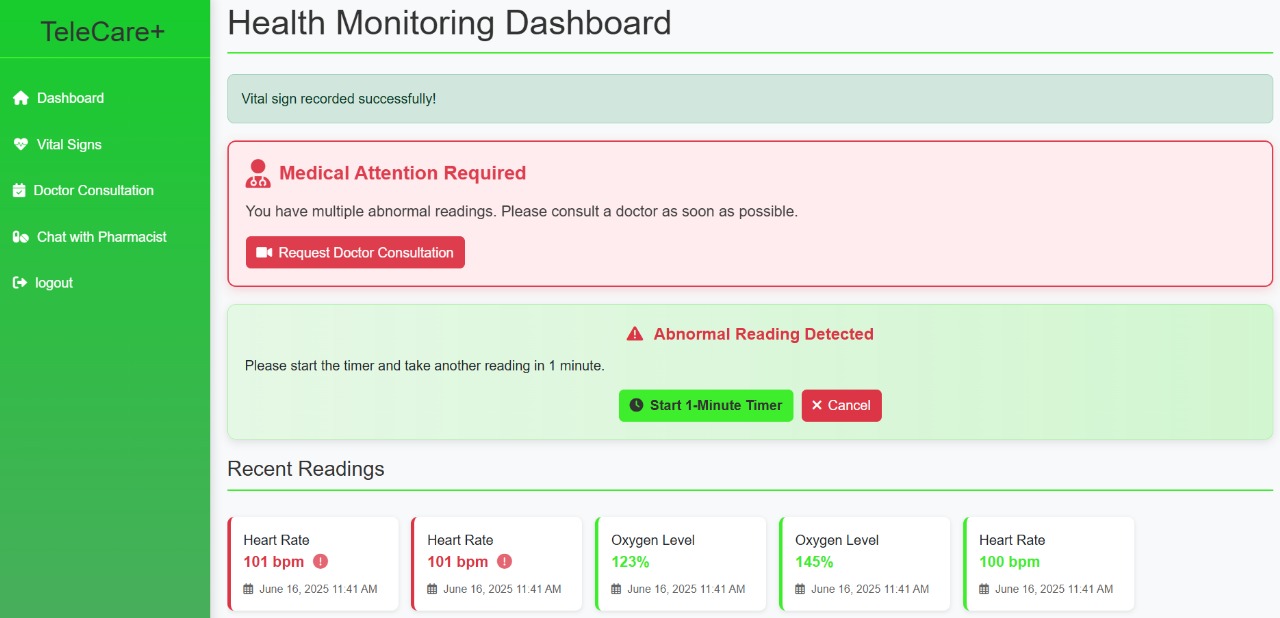 TeleCare+
Dashboard
Vital Signs
Doctor Consultation
Chat with Pharmacist
logout
Health Monitoring Dashboard
Vital sign recorded successfully!
Medical Attention Required
You have multiple abnormal readings. Please consult a doctor as soon as possible.
Request Doctor Consultation
Abnormal Reading Detected
Please start the timer and take another reading in 1 minute.
Start 1-Minute Timer
Cancel
Recent Readings
Heart Rate
101 bpm
June 16, 2025 11:41 AM
Heart Rate
101 bpm
June 16, 2025 11:41 AM
Oxygen Level
123%
June 16, 2025 11:41 AM
Oxygen Level
145%
June 16, 2025 11:41 AM
Heart Rate
100 bpm
June 16, 2025 11:41 AM